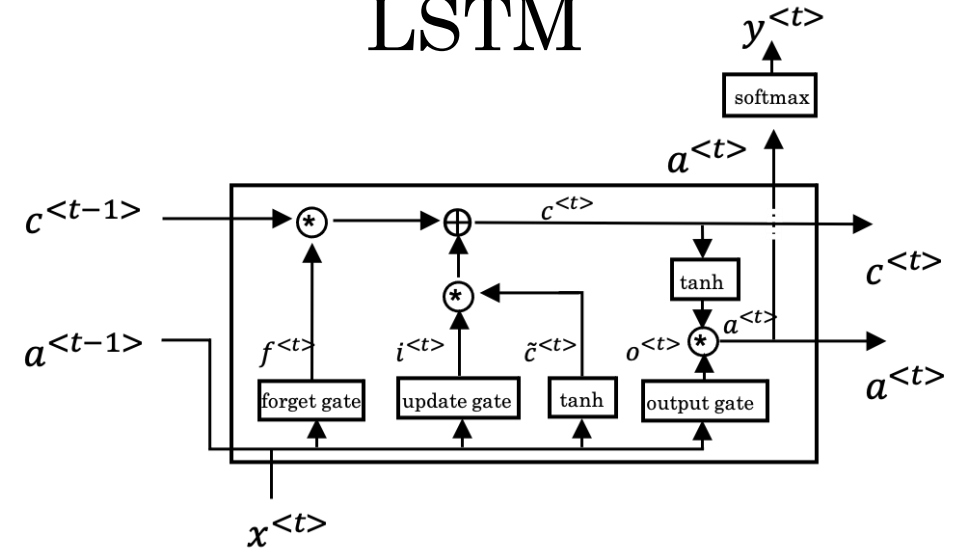 LSTM
y<t>
softmax
a<t>
c<t-1>
*
c<t>
c<t>
tanh
*
a<t-1>
f<t>
i<t>
c̃<t>
o<t>
*
a<t>
a<t>
forget gate
update gate
tanh
output gate
x<t>